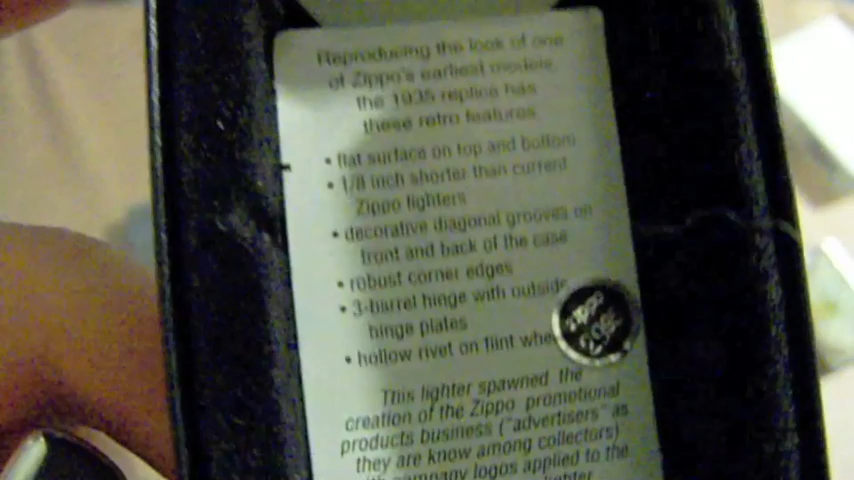 Reproducing the look of one
of Zippo's earliest models,
the 1935 replica has
these retro features
• flat surface on top and bottom
• 1/8 inch shorter than current
Zippo lighters
• decorative diagonal grooves on
front and back of the case
• robust corner edges
• 3-barrel hinge with outside
hinge plates
• hollow rivet on flint whe
This lighter spawned the
creation of the Zippo promotional
products business ("advertisers" as
they are know among collectors)
company logos applied to the
lighter